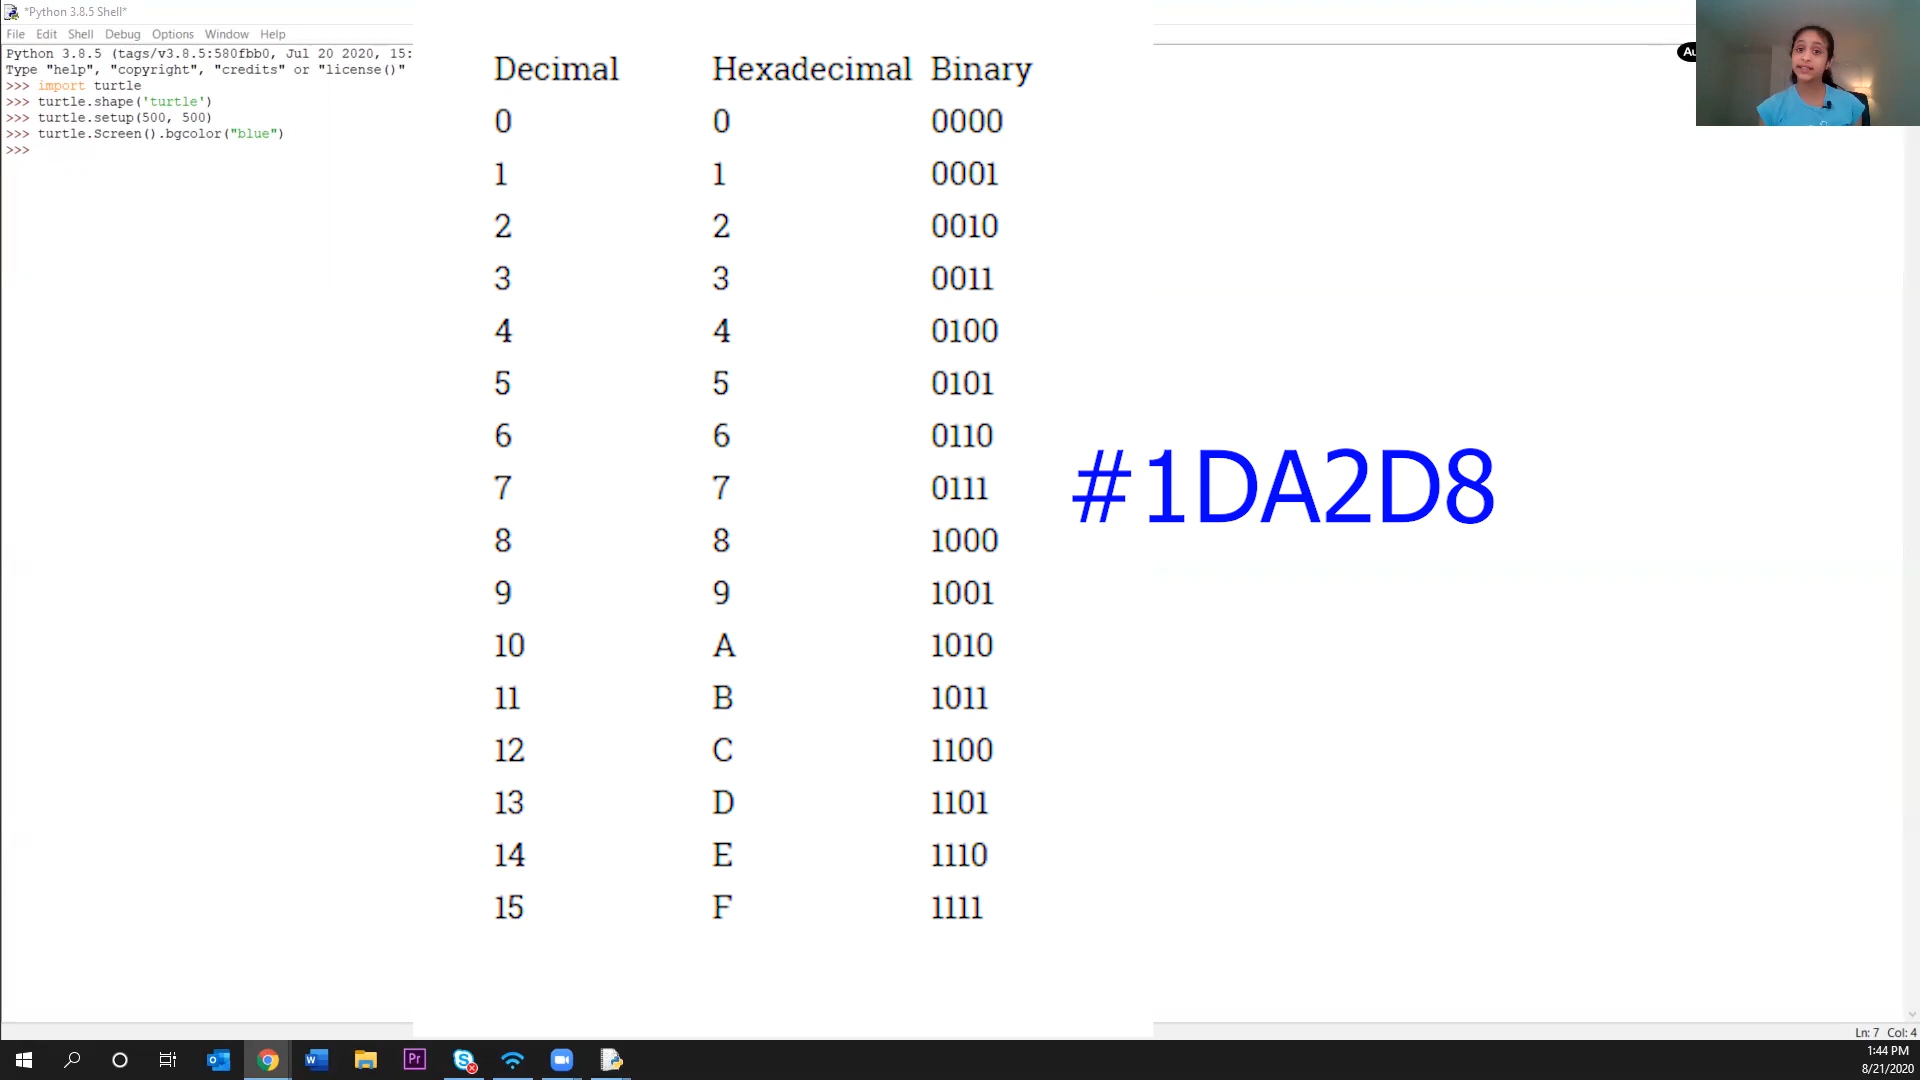 *Python 3.8.5 Shell*
File Edit Shell Debug Options Window Help
Python 3.8.5 (tags/v3.8.5:580fbb0, Jul 20 2020, 15:
Type "help", "copyright", "credits" or "license()"
>>> import turtle
>>> turtle.shape('turtle')
>>> turtle.setup(500, 500)
>>> turtle.Screen().bgcolor("blue")
>>>
Decimal Hexadecimal Binary
0 0 0000
1 1 0001
2 2 0010
3 3 0011
4 4 0100
5 5 0101
6 6 0110
7 7 0111
8 8 1000
9 9 1001
10 A 1010
11 B 1011
12 C 1100
13 D 1101
14 E 1110
15 F 1111
#1DA2D8
Ln: 7 Col: 4
Pr
1:44 PM
8/21/2020